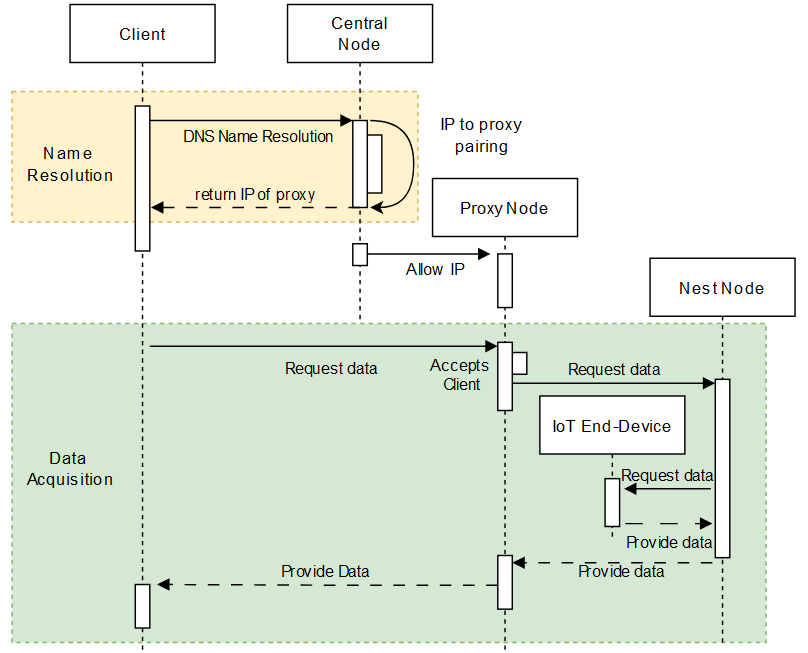 Client
Central
Node
DNS Name Resolution
IP to proxy
pairing
Name
Resolution
return IP of proxy
Proxy Node
Allow IP
Nest Node
Request data
Accepts
Client
Request data
IoT End-Device
Data
Acquisition
Request data
Provide data
Provide Data
Provide data